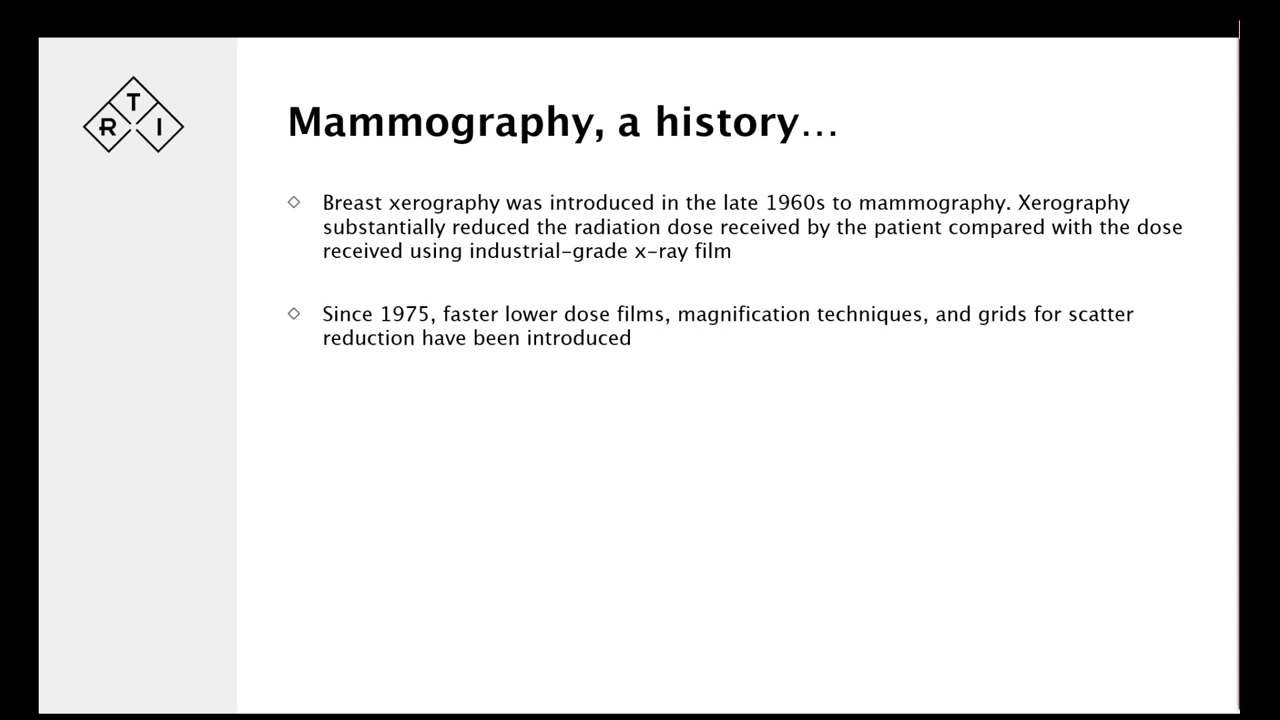 T
R I
Mammography, a history...
Breast xerography was introduced in the late 1960s to mammography. Xerography
substantially reduced the radiation dose received by the patient compared with the dose
received using industrial-grade x-ray film
Since 1975, faster lower dose films, magnification techniques, and grids for scatter
reduction have been introduced